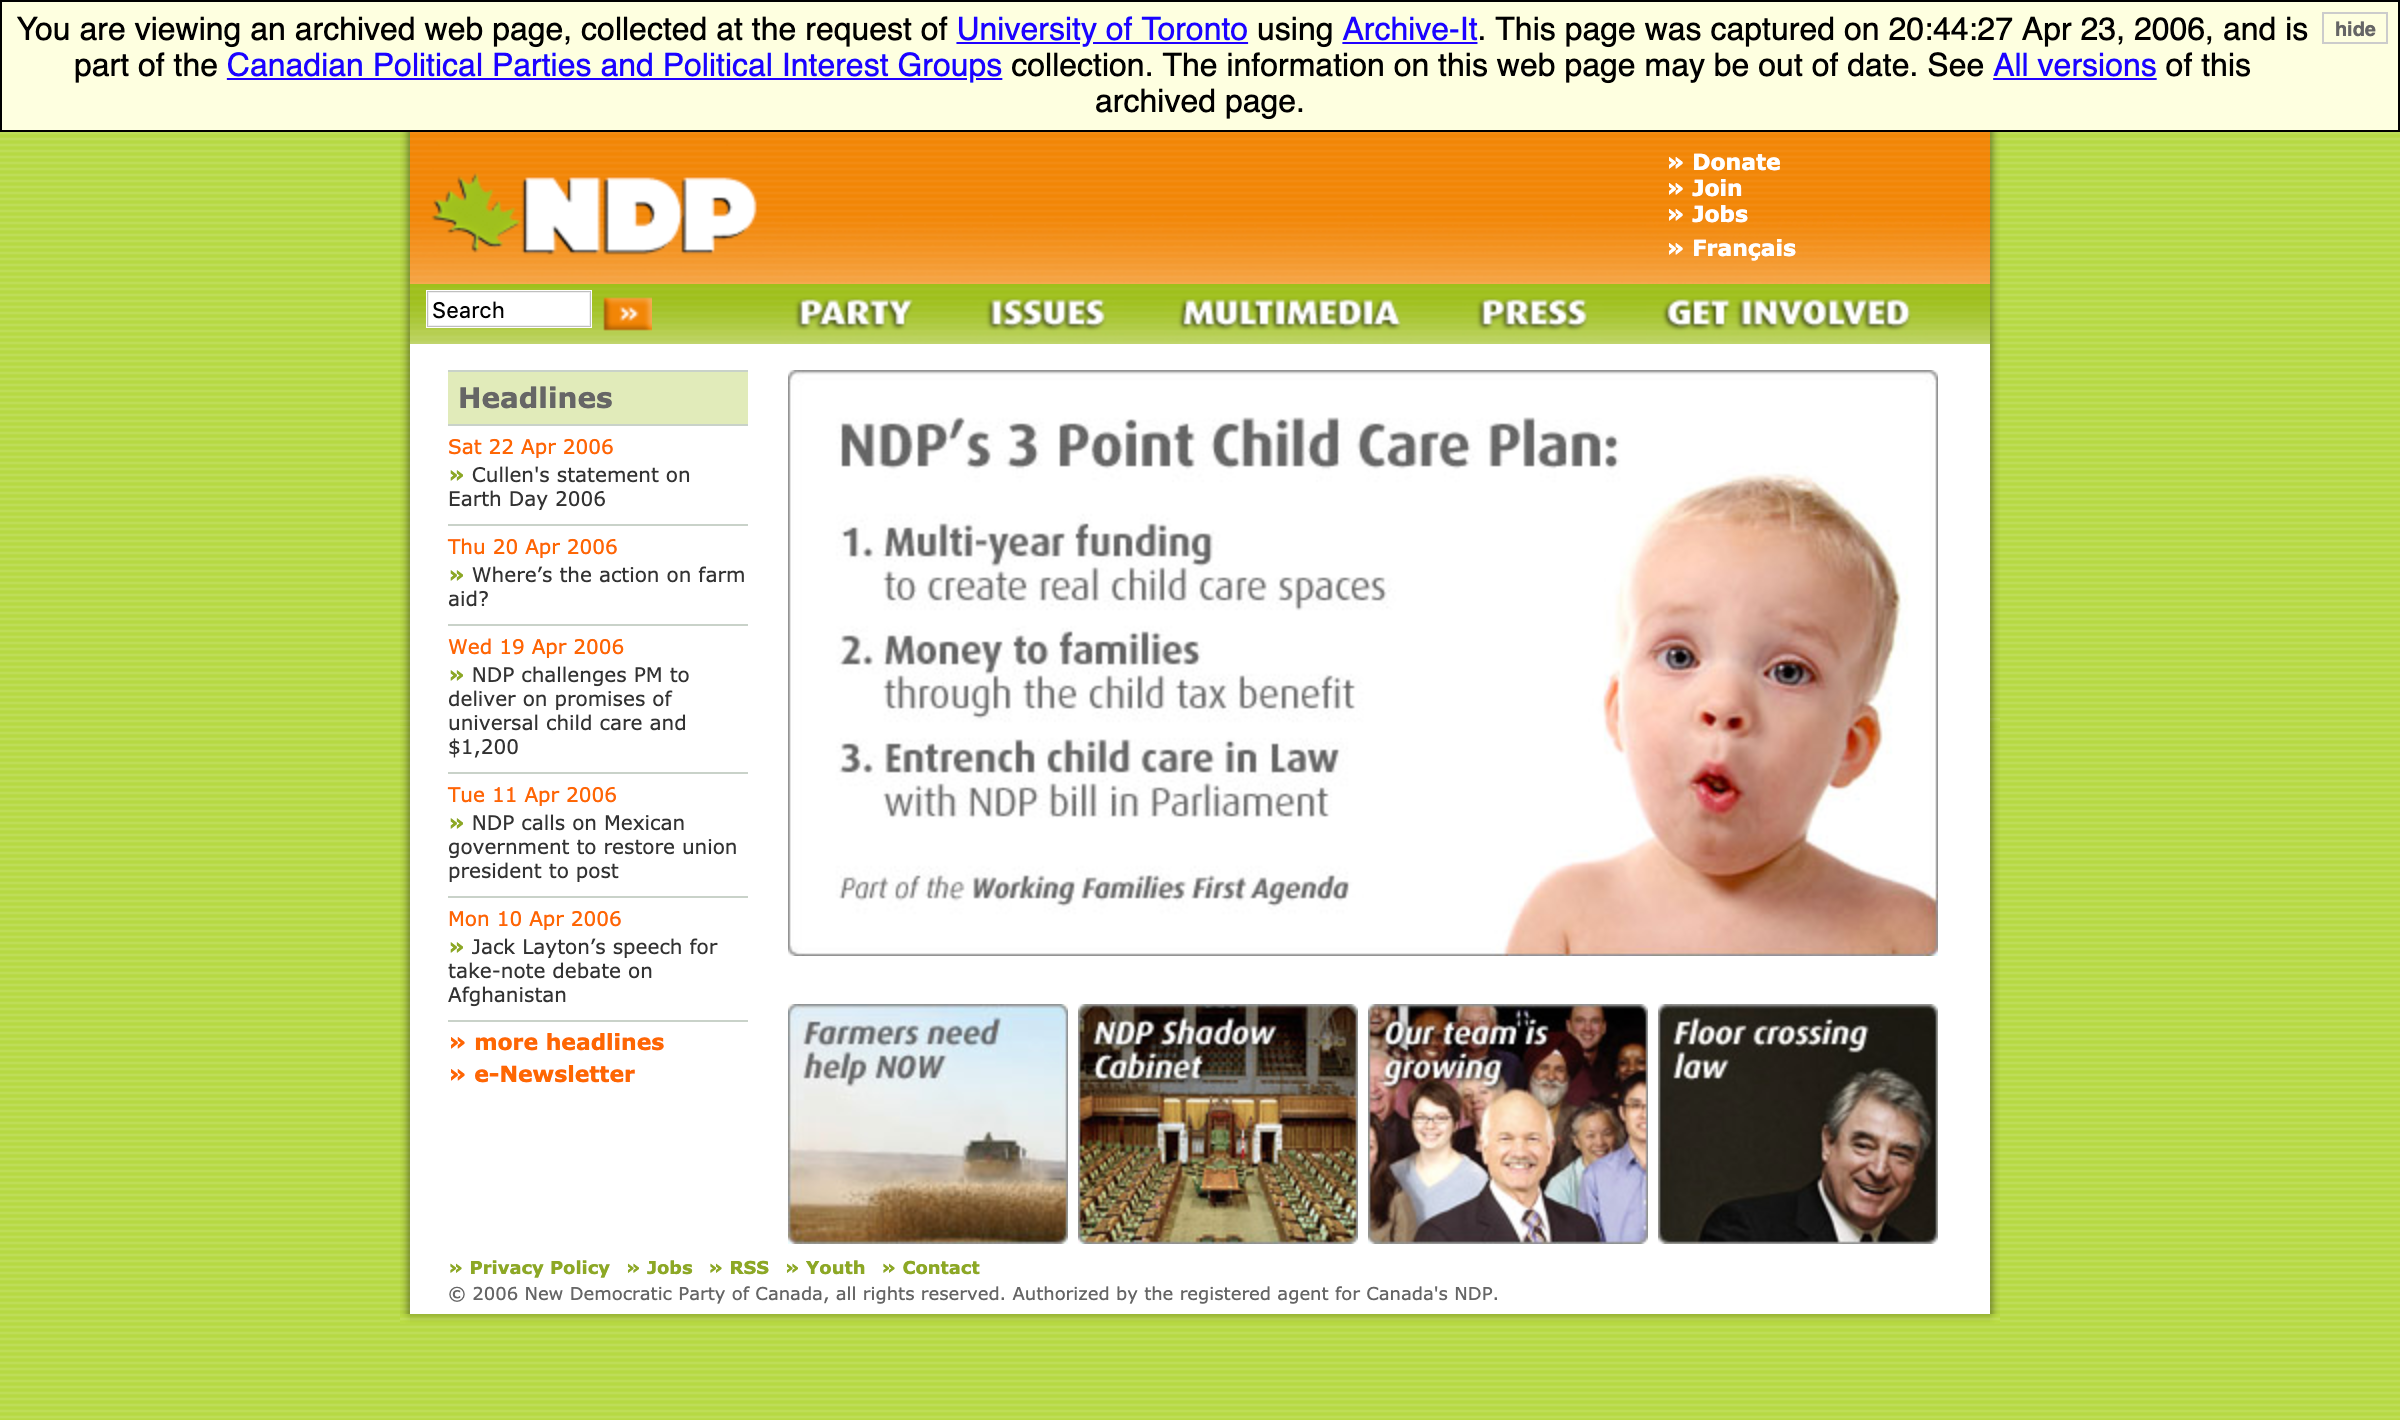 You are viewing an archived web page, collected at the request of University of Toronto using Archive-It. This page was captured on 20:44:27 Apr 23, 2006, and is
part of the Canadian Political Parties and Political Interest Groups collection. The information on this web page may be out of date. See All versions of this
archived page.
hide
NDP
» Donate
» Join
» Jobs
» Français
Search
»
PARTY
ISSUES
MULTIMEDIA
PRESS
GET INVOLVED
Headlines
Sat 22 Apr 2006
» Cullen's statement on
Earth Day 2006
Thu 20 Apr 2006
» Where’s the action on farm
aid?
Wed 19 Apr 2006
» NDP challenges PM to
deliver on promises of
universal child care and
$1,200
Tue 11 Apr 2006
» NDP calls on Mexican
government to restore union
president to post
Mon 10 Apr 2006
» Jack Layton’s speech for
take-note debate on
Afghanistan
» more headlines
» e-Newsletter
NDP’s 3 Point Child Care Plan:
1. Multi-year funding
to create real child care spaces
2. Money to families
through the child tax benefit
3. Entrench child care in Law
with NDP bill in Parliament
Part of the Working Families First Agenda
Farmers need
help NOW
NDP Shadow
Cabinet
Our team is
growing
Floor crossing
law
» Privacy Policy » Jobs » RSS » Youth » Contact
© 2006 New Democratic Party of Canada, all rights reserved. Authorized by the registered agent for Canada's NDP.